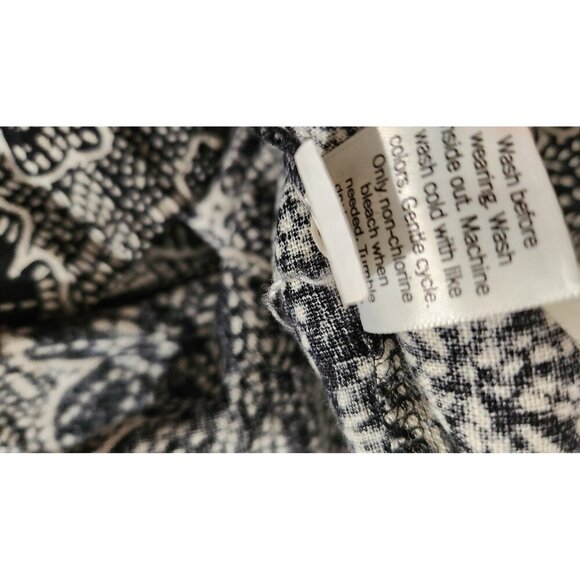 Wash before
wearing. Wash
inside out. Machine
wash cold with like
colors. Gentle cycle.
Only non-chlorine
bleach when
needed. Tumble